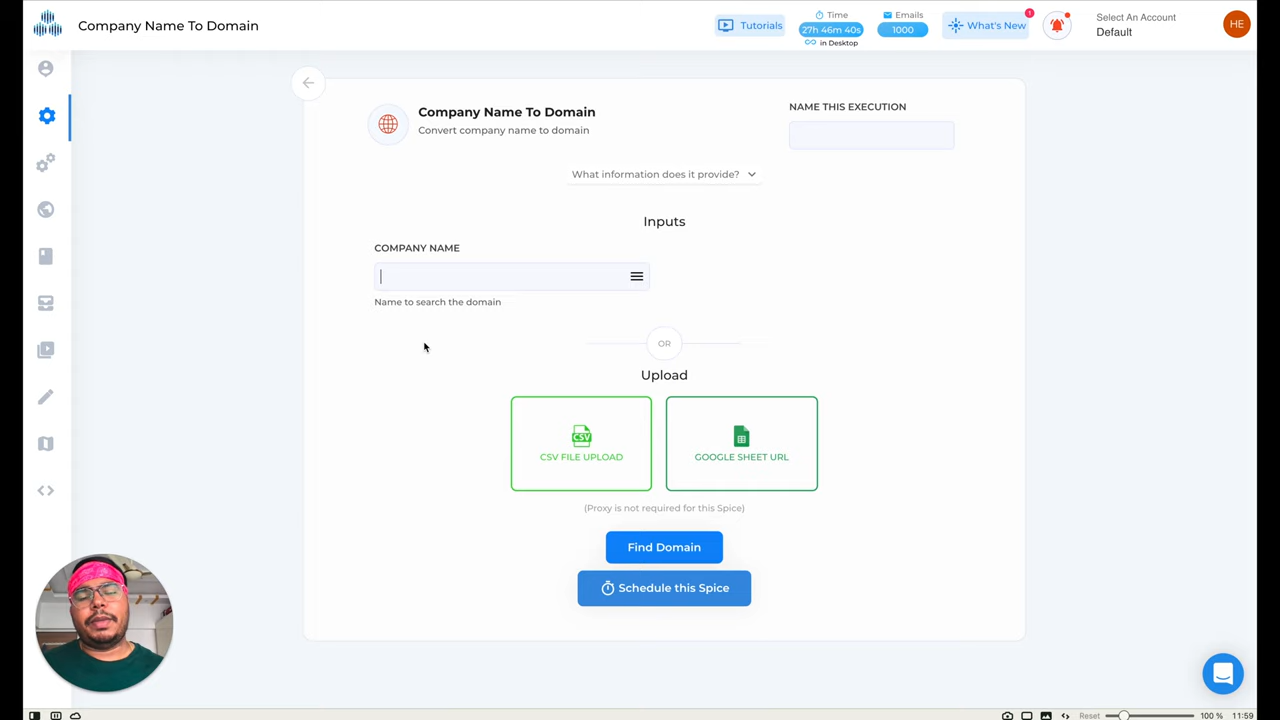 Company Name To Domain
Tutorials
Time
27h 46m 40s
in Desktop
Emails
1000
What's New
1
Select An Account
Default
HE
Company Name To Domain
Convert company name to domain
NAME THIS EXECUTION
What information does it provide?
Inputs
COMPANY NAME
Name to search the domain
OR
Upload
CSV
CSV FILE UPLOAD
GOOGLE SHEET URL
(Proxy is not required for this Spice)
Find Domain
Schedule this Spice
Reset
100 %
11:59